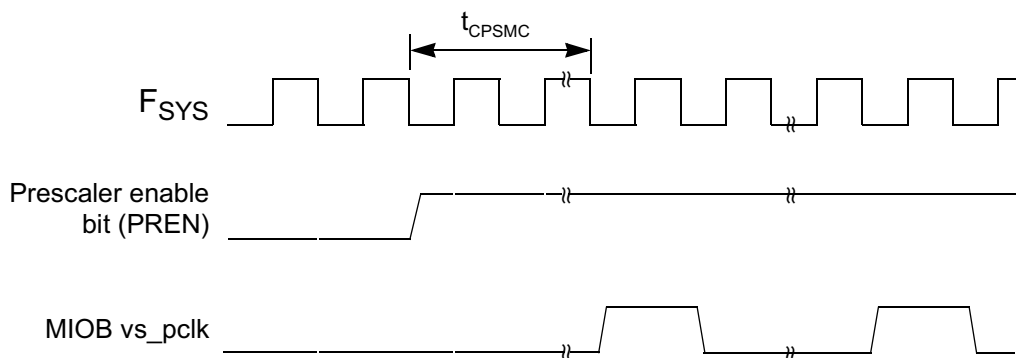 tCPSMC
FSYS
Prescaler enable
bit (PREN)
MIOB vs_pclk